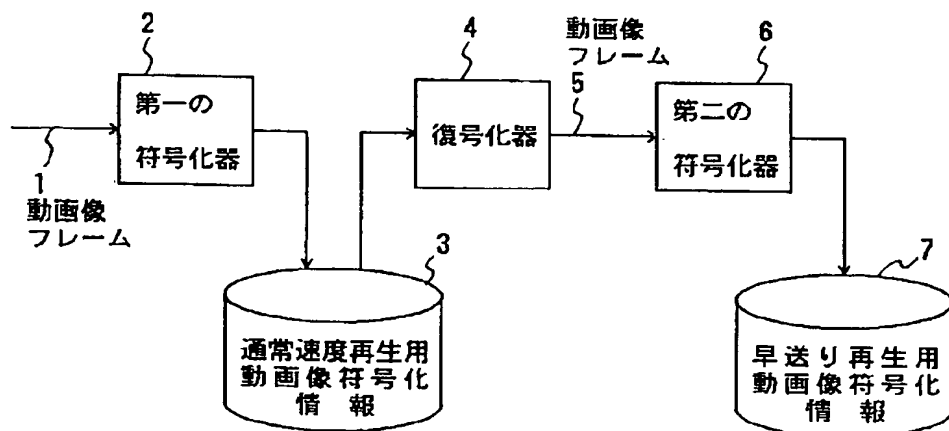 2
第一の
符号化器
1
動画像
フレーム
4
復号化器
動画像
フレーム
5
6
第二の
符号化器
3
通常速度再生用
動画像符号化
情報
7
早送り再生用
動画像符号化
情報